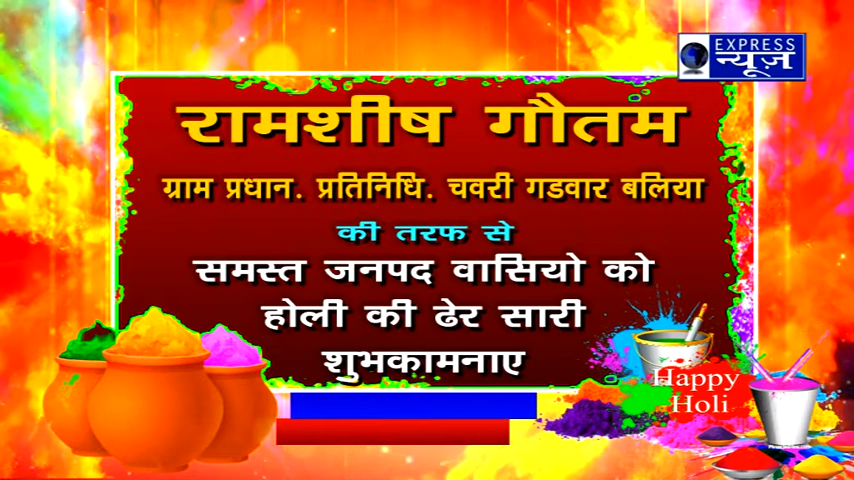 EXPRESS
न्यूज़
रामशीष गौतम
ग्राम प्रधान. प्रतिनिधि. चवरी गडवार बलिया
की तरफ से
समस्त जनपद वासियो को
होली की ढेर सारी
शुभकामनाए
Happy
Holi